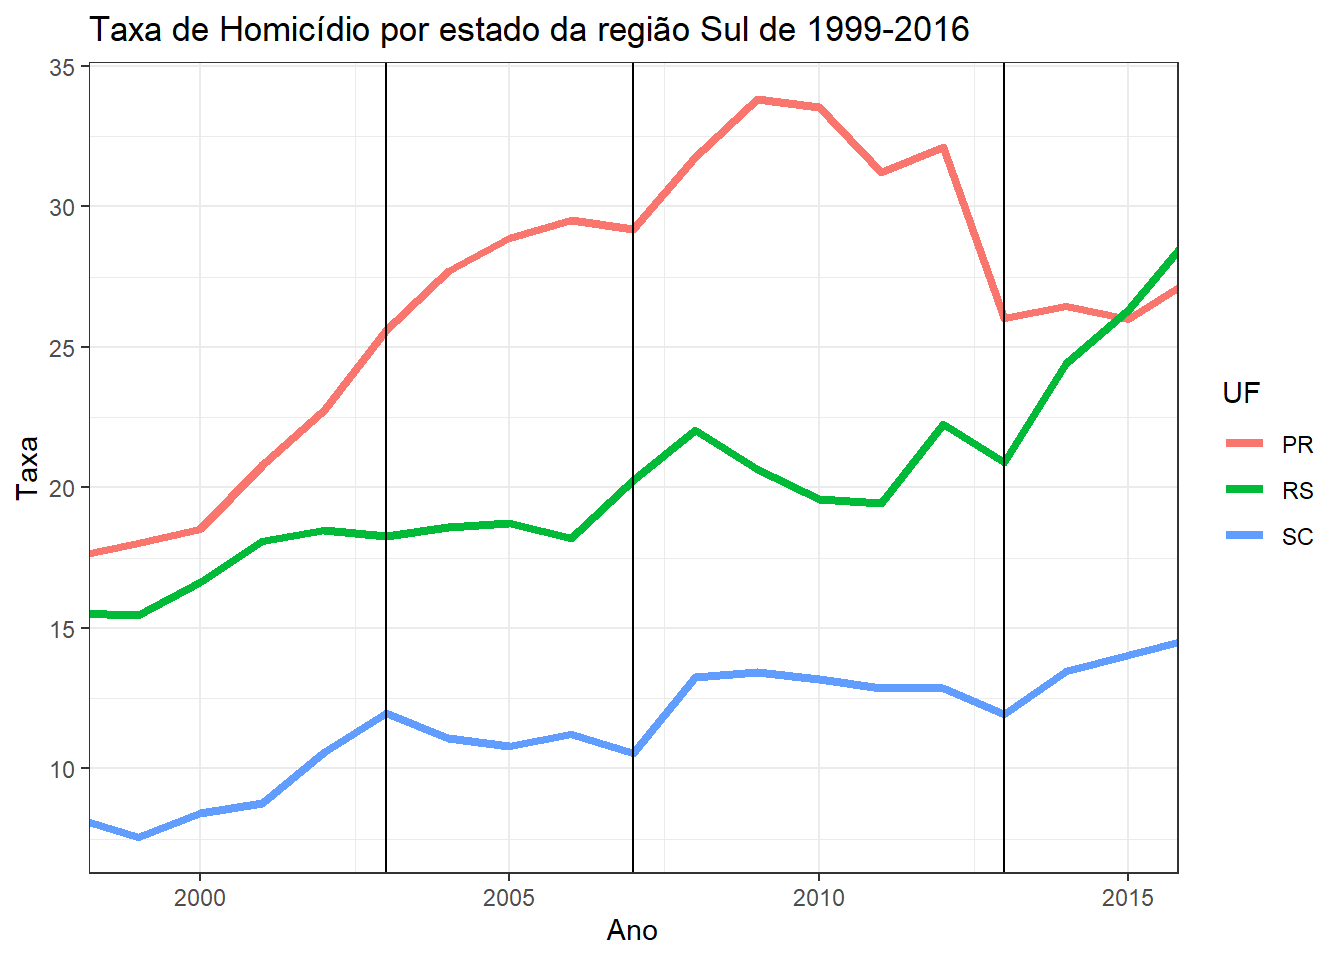 Taxa de Homicídio por estado da região Sul de 1999-2016
35
30
25
20
15
10
Taxa
2000
2005
2010
2015
Ano
UF
PR
RS
SC